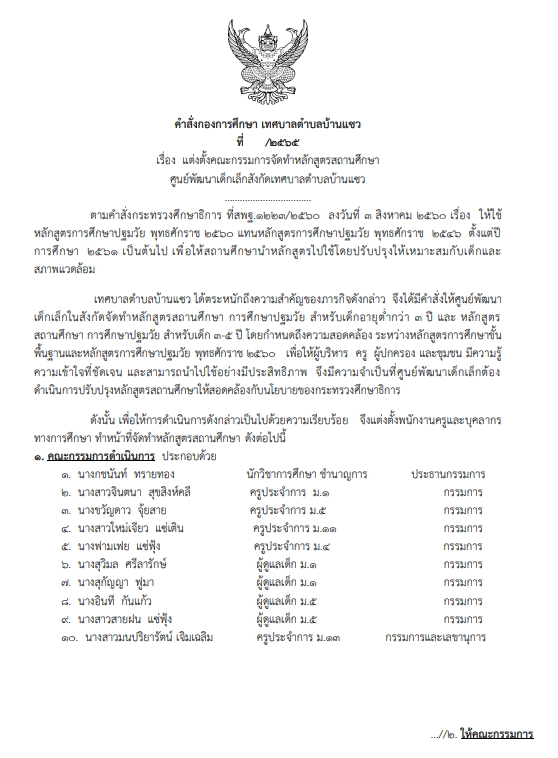 คำสั่งกองการศึกษา เทศบาลตำบลบ้านแซว
ที่ /๒๕๖๕
เรื่อง แต่งตั้งคณะกรรมการจัดทำหลักสูตรสถานศึกษา
ศูนย์พัฒนาเด็กเล็กสังกัดเทศบาลตำบลบ้านแซว
..................................
ตามคำสั่งกระทรวงศึกษาธิการ ที่สพฐ.๑๒๒๓/๒๕๖๐ ลงวันที่ ๓ สิงหาคม ๒๕๖๐ เรื่อง ให้ใช้
หลักสูตรการศึกษาปฐมวัย พุทธศักราช ๒๕๖๐ แทนหลักสูตรการศึกษาปฐมวัย พุทธศักราช ๒๕๔๖ ตั้งแต่ปี
การศึกษา ๒๕๖๑ เป็นต้นไป เพื่อให้สถานศึกษานำหลักสูตรไปใช้โดยปรับปรุงให้เหมาะสมกับเด็กและ
สภาพแวดล้อม
เทศบาลตำบลบ้านแซว ได้ตระหนักถึงความสำคัญของภารกิจดังกล่าว จึงได้มีคำสั่งให้ศูนย์พัฒนา
เด็กเล็กในสังกัดจัดทำหลักสูตรสถานศึกษา การศึกษาปฐมวัย สำหรับเด็กอายุต่ำกว่า ๓ ปี และ หลักสูตร
สถานศึกษา การศึกษาปฐมวัย สำหรับเด็ก ๓-๕ ปี โดยกำหนดถึงความสอดคล้อง ระหว่างหลักสูตรการศึกษาขั้น
พื้นฐานและหลักสูตรการศึกษาปฐมวัย พุทธศักราช ๒๕๖๐ เพื่อให้ผู้บริหาร ครู ผู้ปกครอง และชุมชน มีความรู้
ความเข้าใจที่ชัดเจน และสามารถนำไปใช้อย่างมีประสิทธิภาพ จึงมีความจำเป็นที่ศูนย์พัฒนาเด็กเล็กต้อง
ดำเนินการปรับปรุงหลักสูตรสถานศึกษาให้สอดคล้องกับนโยบายของกระทรวงศึกษาธิการ
ดังนั้น เพื่อให้การดำเนินการดังกล่าวเป็นไปด้วยความเรียบร้อย จึงแต่งตั้งพนักงานครูและบุคลากร
ทางการศึกษา ทำหน้าที่จัดทำหลักสูตรสถานศึกษา ดังต่อไปนี้
๑. คณะกรรมการดำเนินการ ประกอบด้วย
๑. นางกชนันท์ ทรายทอง นักวิชาการศึกษา ชำนาญการ ประธานกรรมการ
๒. นางสาวจินตนา สุขสิงห์คลี ครูประจำการ ม.๑ กรรมการ
๓. นางขวัญดาว จุ้ยสาย ครูประจำการ ม.๕ กรรมการ
๔. นางสาวใหม่เจียว แซ่เติน ครูประจำการ ม.๑๑ กรรมการ
๕. นางฟามเฟย แซ่ฟุ้ง ครูประจำการ ม.๔ กรรมการ
๖. นางสุวิมล ศรีลารักษ์ ผู้ดูแลเด็ก ม.๑ กรรมการ
๗. นางสุกัญญา ฟูมา ผู้ดูแลเด็ก ม.๑ กรรมการ
๘. นางอินที กันแก้ว ผู้ดูแลเด็ก ม.๕ กรรมการ
๙. นางสาวสายฝน แซ่ฟุ้ง ผู้ดูแลเด็ก ม.๕ กรรมการ
๑๐. นางสาวมนปริยารัตน์ เจิมเฉลิม ครูประจำการ ม.๑๓ กรรมการและเลขานุการ
...//๒. ให้คณะกรรมการ